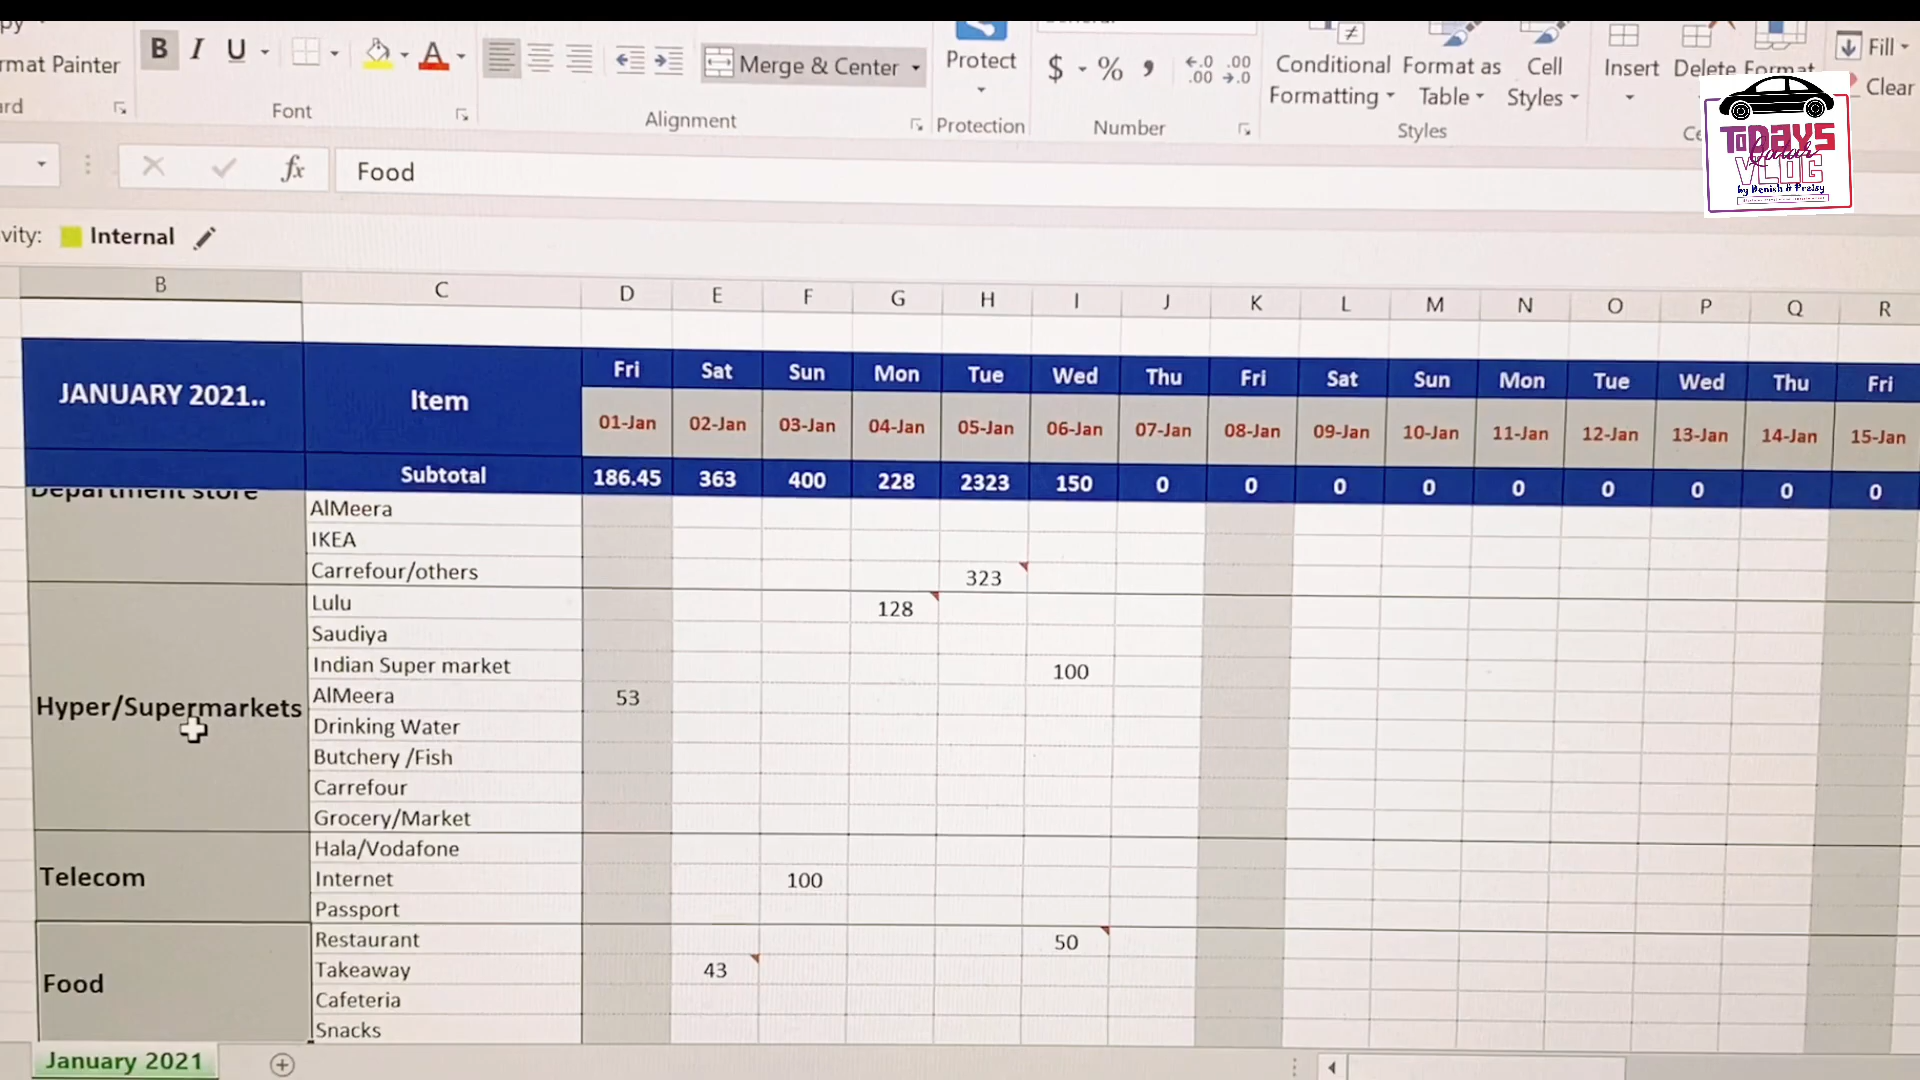 rmat Painter
B I U A
Merge & Center
Protect
$ % ,
Conditional Formatting
Format as Table
Cell Styles
Insert Delete Format
Fill
Clear
Font
Alignment
Protection
Number
Styles
TODAYS
Qatar
VLOG
by Denish & Praisy
fx Food
vity: Internal
B C D E F G H I J K L M N O P Q R
JANUARY 2021.. Item Fri Sat Sun Mon Tue Wed Thu Fri Sat Sun Mon Tue Wed Thu Fri
01-Jan 02-Jan 03-Jan 04-Jan 05-Jan 06-Jan 07-Jan 08-Jan 09-Jan 10-Jan 11-Jan 12-Jan 13-Jan 14-Jan 15-Jan
Subtotal 186.45 363 400 228 2323 150 0 0 0 0 0 0 0 0 0
Department store
AlMeera
IKEA
Carrefour/others 323
Lulu 128
Saudiya
Indian Super market 100
Hyper/Supermarkets AlMeera 53
Drinking Water
Butchery /Fish
Carrefour
Grocery/Market
Hala/Vodafone
Telecom Internet 100
Passport
Restaurant 50
Takeaway 43
Food
Cafeteria
Snacks
January 2021